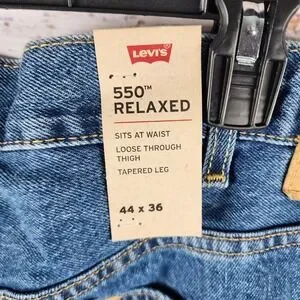 LEVI'S
550™
RELAXED
SITS AT WAIST
LOOSE THROUGH
THIGH
TAPERED LEG
44 x 36